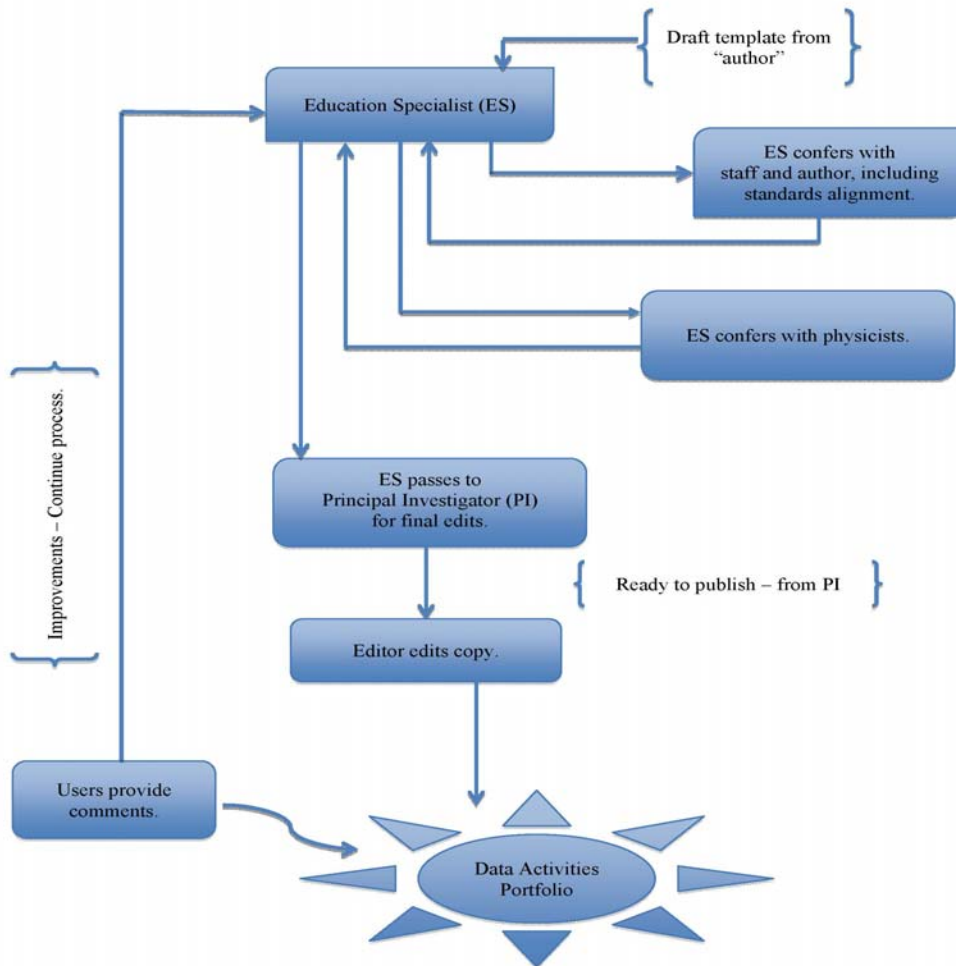 Draft template from
“author”
Education Specialist (ES)
ES confers with
staff and author, including
standards alignment.
ES confers with physicists.
Improvements – Continue process.
ES passes to
Principal Investigator (PI)
for final edits.
Ready to publish – from PI
Editor edits copy.
Users provide
comments.
Data Activities
Portfolio